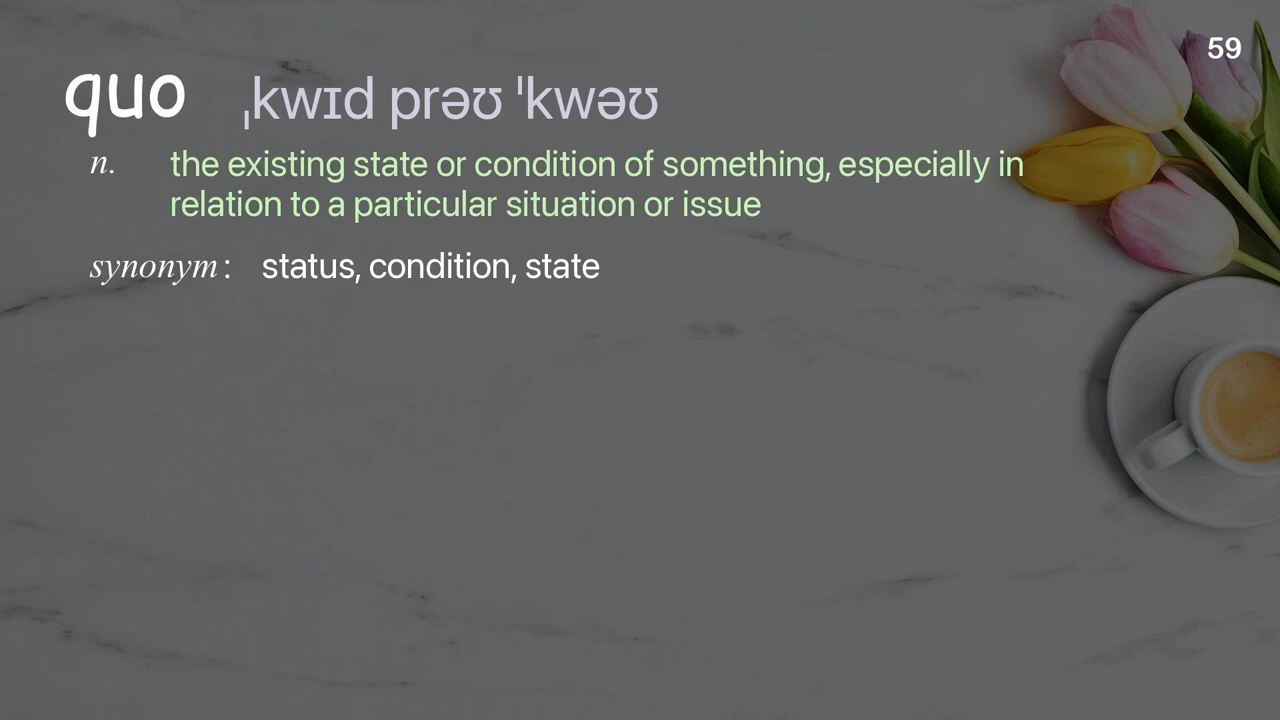 59
quo ˌkwɪd prəʊ ˈkwəʊ
n. the existing state or condition of something, especially in
relation to a particular situation or issue
synonym: status, condition, state